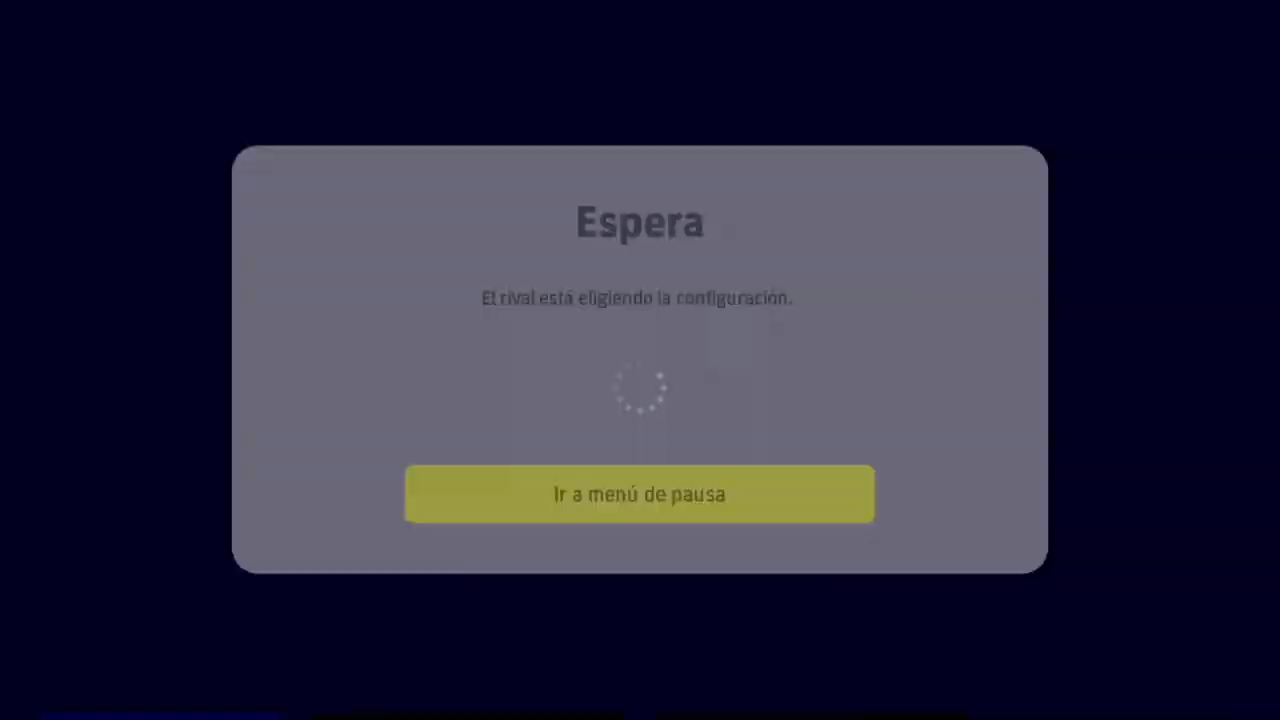 Espera
El rival está eligiendo la configuración.
Ir a menú de pausa